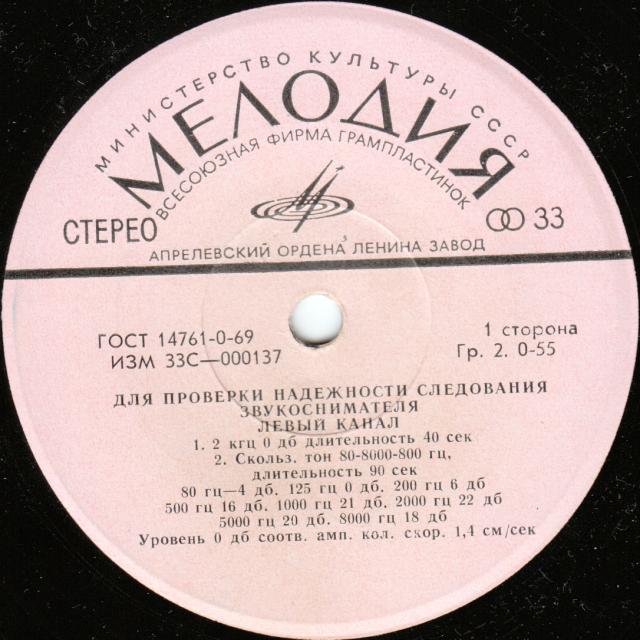 МИНИСТЕРСТВО КУЛЬТУРЫ СССР
МЕЛОДИЯ
ВСЕСОЮЗНАЯ ФИРМА ГРАМПЛАСТИНОК
СТЕРЕО
33
АПРЕЛЕВСКИЙ ОРДЕНА ЛЕНИНА ЗАВОД
ГОСТ 14761-0-69
1 сторона
ИЗМ 33С—000137
Гр. 2. 0-55
ДЛЯ ПРОВЕРКИ НАДЕЖНОСТИ СЛЕДОВАНИЯ
ЗВУКОСНИМАТЕЛЯ
ЛЕВЫЙ КАНАЛ
1. 2 кгц 0 дб длительность 40 сек
2. Скольз. тон 80-8000-800 гц,
длительность 90 сек
80 гц—4 дб, 125 гц 0 дб, 200 гц 6 дб
500 гц 16 дб, 1000 гц 21 дб, 2000 гц 22 дб
5000 гц 20 дб, 8000 гц 18 дб
Уровень 0 дб соотв. амп. кол. скор. 1,4 см/сек